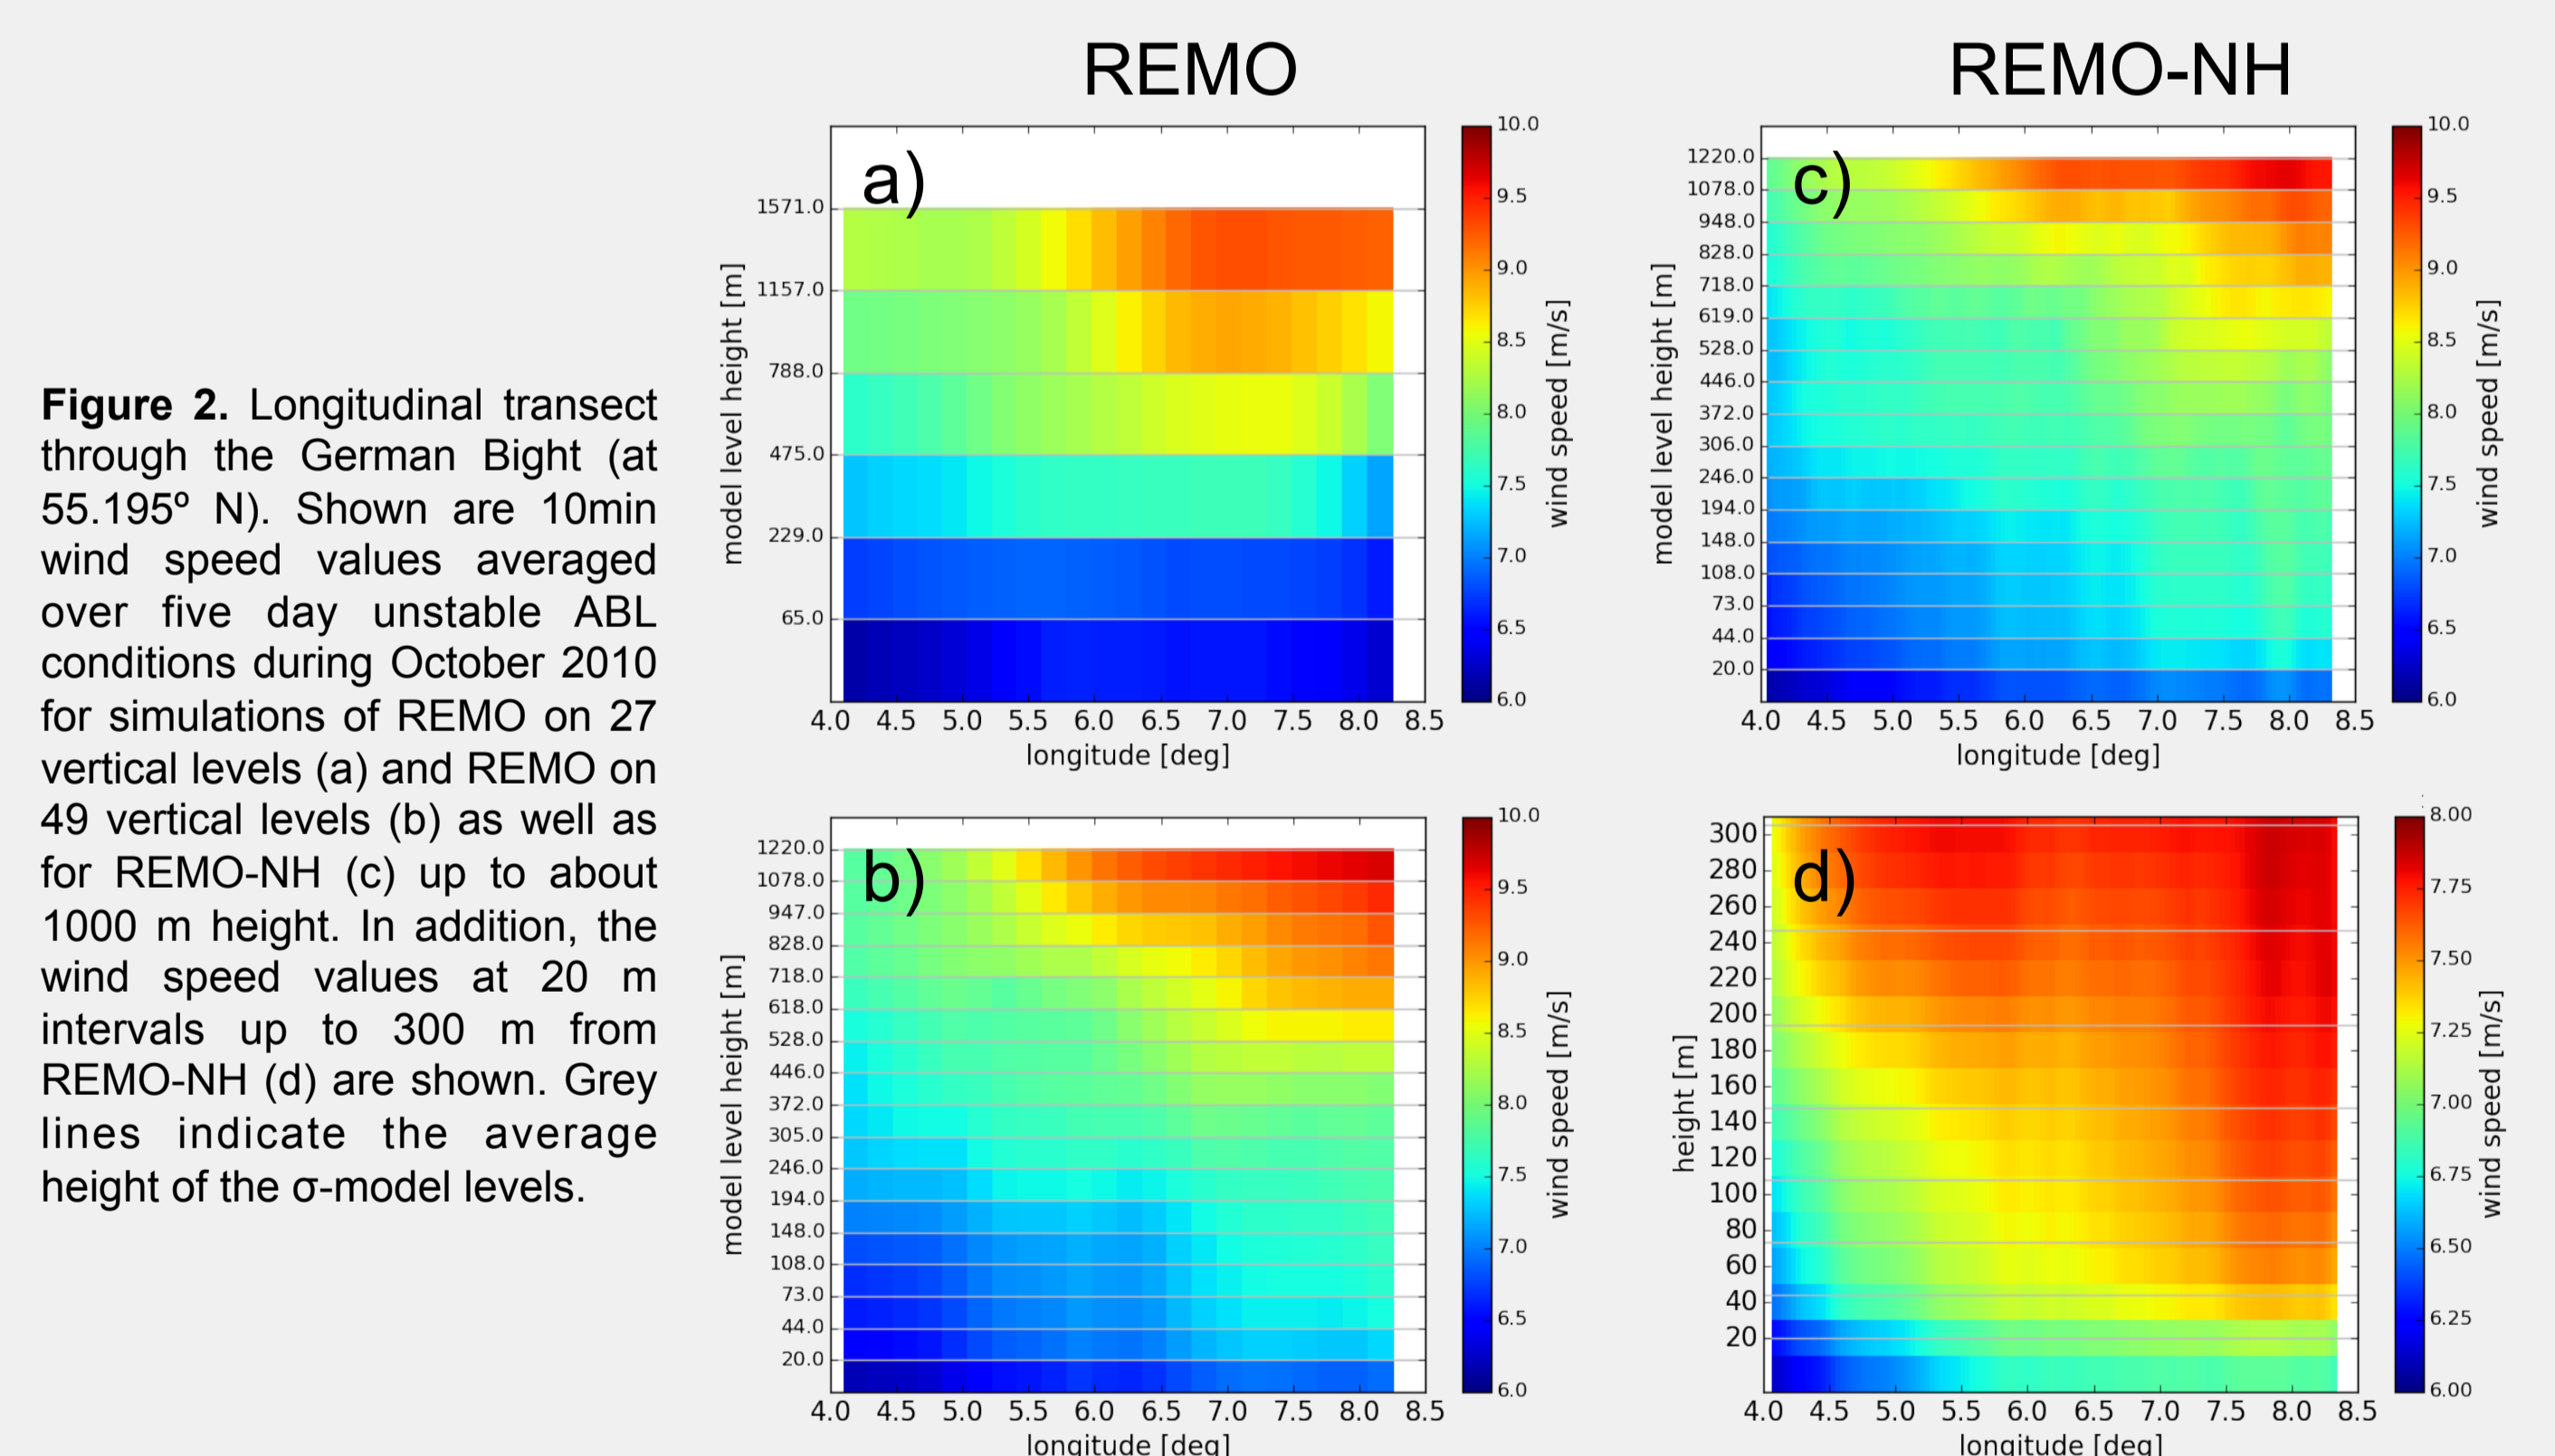 REMO
REMO-NH
Figure 2. Longitudinal transect
through the German Bight (at
55.195º N). Shown are 10min
wind speed values averaged
over five day unstable ABL
conditions during October 2010
for simulations of REMO on 27
vertical levels (a) and REMO on
49 vertical levels (b) as well as
for REMO-NH (c) up to about
1000 m height. In addition, the
wind speed values at 20 m
intervals up to 300 m from
REMO-NH (d) are shown. Grey
lines indicate the average
height of the σ-model levels.
a)
model level height [m]
1571.0
1157.0
788.0
475.0
229.0
65.0
4.0 4.5 5.0 5.5 6.0 6.5 7.0 7.5 8.0 8.5
longitude [deg]
10.0
9.5
9.0
8.5
8.0
7.5
7.0
6.5
6.0
wind speed [m/s]
c)
model level height [m]
1220.0
1078.0
948.0
828.0
718.0
619.0
528.0
446.0
372.0
306.0
246.0
194.0
148.0
108.0
73.0
44.0
20.0
4.0 4.5 5.0 5.5 6.0 6.5 7.0 7.5 8.0 8.5
longitude [deg]
10.0
9.5
9.0
8.5
8.0
7.5
7.0
6.5
6.0
wind speed [m/s]
b)
model level height [m]
1220.0
1078.0
947.0
828.0
718.0
618.0
528.0
446.0
372.0
305.0
246.0
194.0
148.0
108.0
73.0
44.0
20.0
4.0 4.5 5.0 5.5 6.0 6.5 7.0 7.5 8.0 8.5
longitude [deg]
10.0
9.5
9.0
8.5
8.0
7.5
7.0
6.5
6.0
wind speed [m/s]
d)
height [m]
300
280
260
240
220
200
180
160
140
120
100
80
60
40
20
4.0 4.5 5.0 5.5 6.0 6.5 7.0 7.5 8.0 8.5
longitude [deg]
8.00
7.75
7.50
7.25
7.00
6.75
6.50
6.25
6.00
wind speed [m/s]